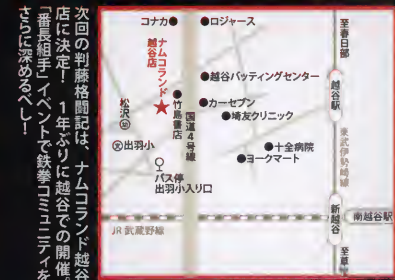 次回の判藤格闘記は、ナムコランド越谷
店に決定! 1年ぶりに越谷での開催。
「番長組手」イベントで鉄拳コミュニティを
さらに深めるべし!
コナカ
ロジャース
至春日部
ナムコランド
越谷店
越谷バッティングセンター
越谷駅
竹島書店
国道4号線
カーセブン
埼友クリニック
松沢
東武伊勢崎線
出羽小
十全病院
ヨークマート
バス停
出羽小入り口
新越谷
南越谷駅
JR 武蔵野線
至草